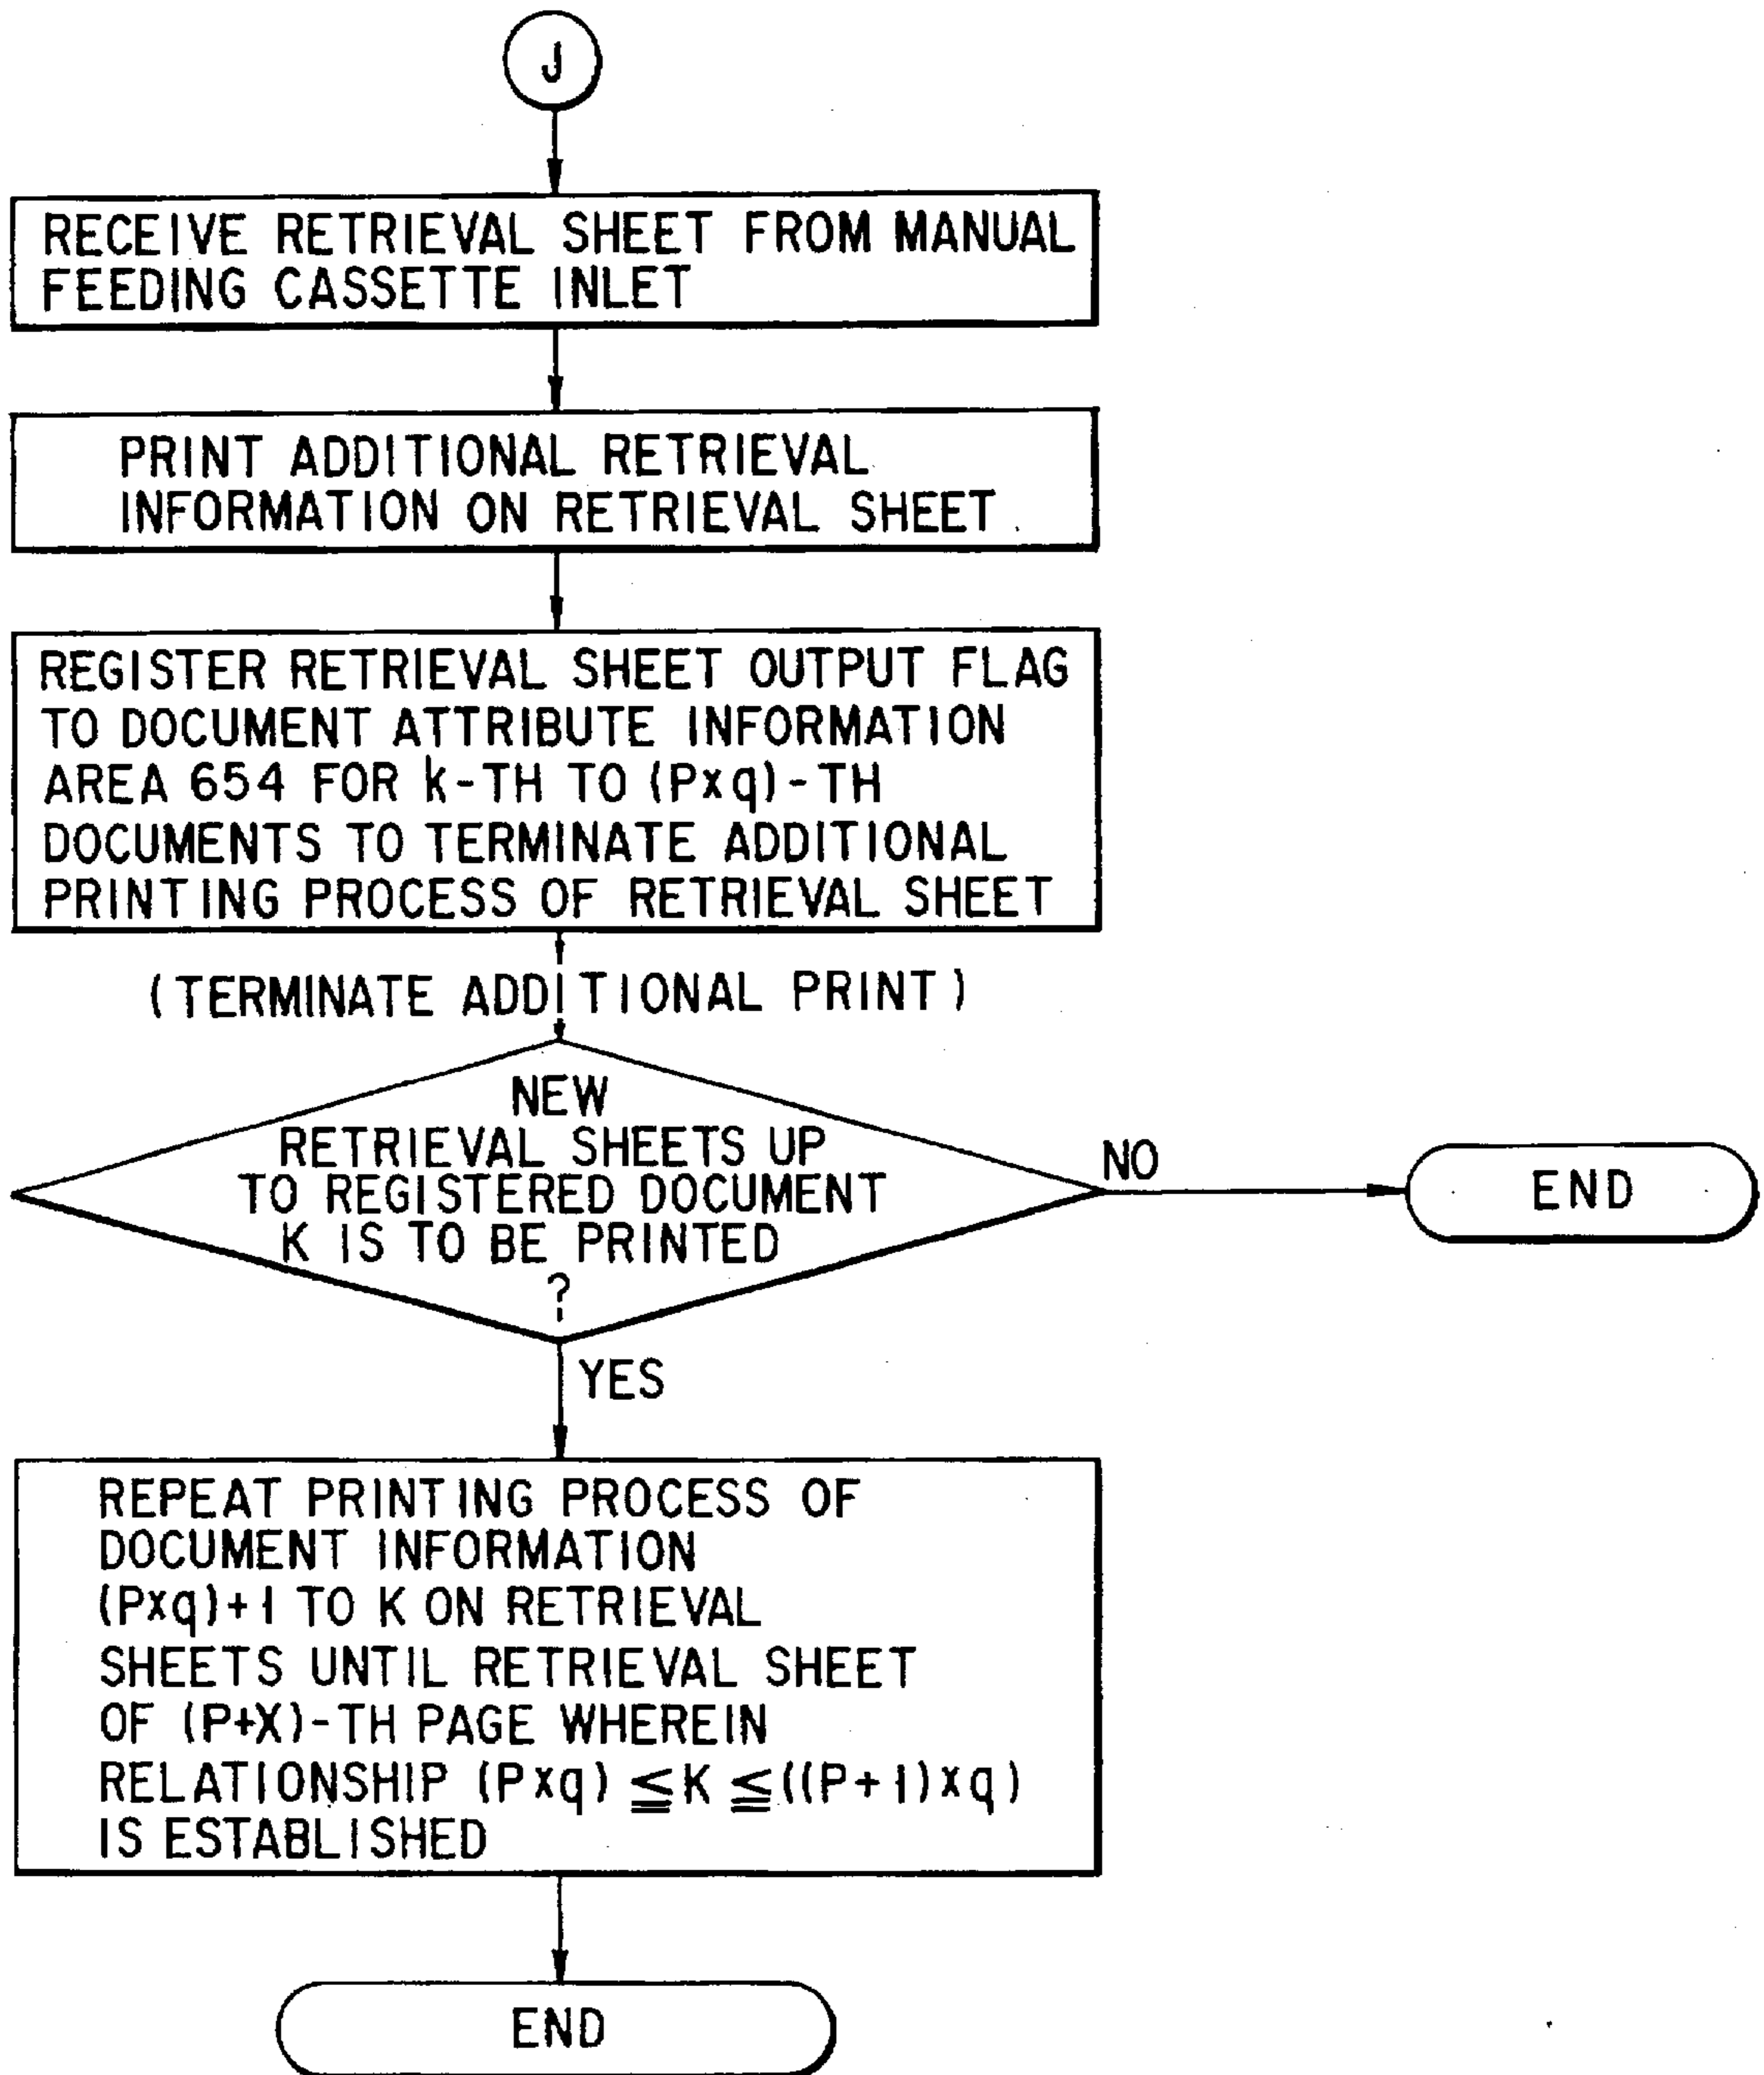 J
RECEIVE RETRIEVAL SHEET FROM MANUAL
FEEDING CASSETTE INLET
PRINT ADDITIONAL RETRIEVAL
INFORMATION ON RETRIEVAL SHEET
REGISTER RETRIEVAL SHEET OUTPUT FLAG
TO DOCUMENT ATTRIBUTE INFORMATION
AREA 654 FOR k-TH TO (P×q)-TH
DOCUMENTS TO TERMINATE ADDITIONAL
PRINTING PROCESS OF RETRIEVAL SHEET
(TERMINATE ADDITIONAL PRINT)
NEW
RETRIEVAL SHEETS UP
TO REGISTERED DOCUMENT
K IS TO BE PRINTED
?
NO
END
YES
REPEAT PRINTING PROCESS OF
DOCUMENT INFORMATION
(P×q)+1 TO K ON RETRIEVAL
SHEETS UNTIL RETRIEVAL SHEET
OF (P+X)-TH PAGE WHEREIN
RELATIONSHIP (P×q) ≦ K ≦ ((P+1)×q)
IS ESTABLISHED
END